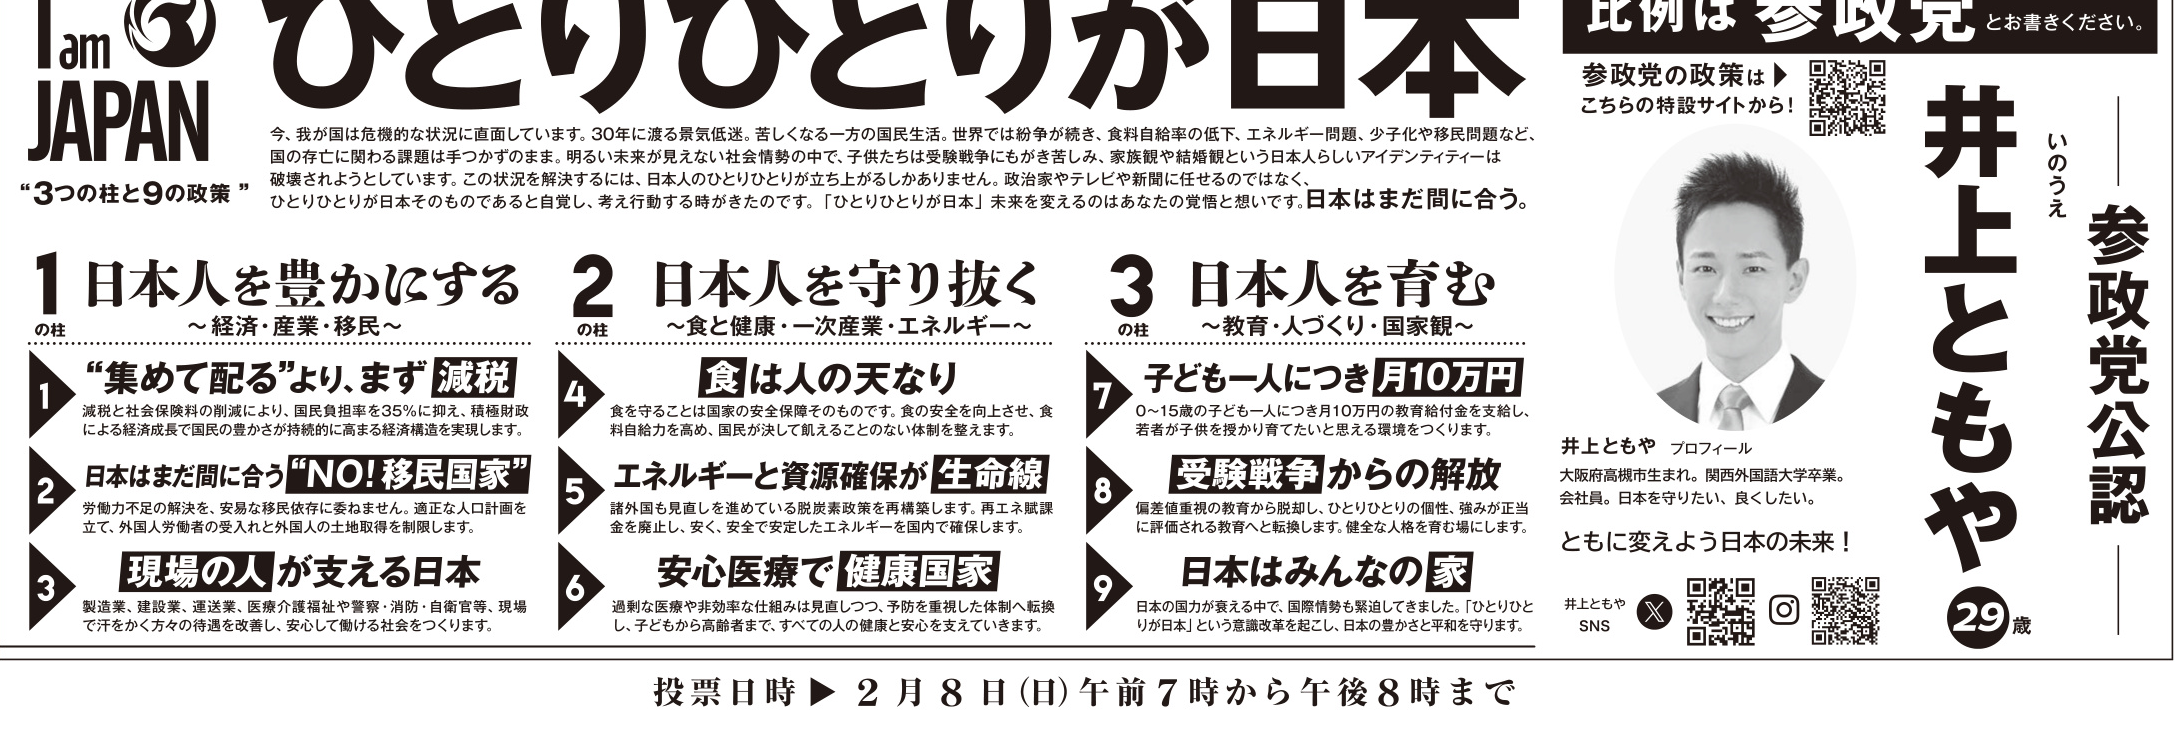 I am
JAPAN
“3つの柱と9の政策 ”
ひとりひとりが日本
今、我が国は危機的な状況に直面しています。30年に渡る景気低迷。苦しくなる一方の国民生活。世界では紛争が続き、食料自給率の低下、エネルギー問題、少子化や移民問題など、
国の存亡に関わる課題は手つかずのまま。明るい未来が見えない社会情勢の中で、子供たちは受験戦争にもがき苦しみ、家族観や結婚観という日本人らしいアイデンティティーは
破壊されようとしています。この状況を解決するには、日本人のひとりひとりが立ち上がるしかありません。政治家やテレビや新聞に任せるのではなく、
ひとりひとりが日本そのものであると自覚し、考え行動する時がきたのです。「ひとりひとりが日本」未来を変えるのはあなたの覚悟と想いです。日本はまだ間に合う。
1の柱 日本人を豊かにする
～経済・産業・移民～
1 “集めて配る”より、まず 減税
減税と社会保険料の削減により、国民負担率を35%に抑え、積極財政
による経済成長で国民の豊かさが持続的に高まる経済構造を実現します。
2 日本はまだ間に合う “NO！移民国家”
労働力不足の解決を、安易な移民依存に委ねません。適正な人口計画を
立て、外国人労働者の受入れと外国人の土地取得を制限します。
3 現場の人が支える日本
製造業、建設業、運送業、医療介護福祉や警察・消防・自衛官等、現場
で汗をかく方々の待遇を改善し、安心して働ける社会をつくります。
2の柱 日本人を守り抜く
～食と健康・一次産業・エネルギー～
4 食は人の天なり
食を守ることは国家の安全保障そのものです。食の安全を向上させ、食
料自給力を高め、国民が決して飢えることのない体制を整えます。
5 エネルギーと資源確保が 生命線
諸外国も見直しを進めている脱炭素政策を再構築します。再エネ賦課
金を廃止し、安く、安全で安定したエネルギーを国内で確保します。
6 安心医療で 健康国家
過剰な医療や非効率な仕組みは見直しつつ、予防を重視した体制へ転換
し、子どもから高齢者まで、すべての人の健康と安心を支えていきます。
3の柱 日本人を育む
～教育・人づくり・国家観～
7 子ども一人につき 月10万円
0～15歳の子ども一人につき月10万円の教育給付金を支給し、
若者が子供を授かり育てたいと思える環境をつくります。
8 受験戦争からの解放
偏差値重視の教育から脱却し、ひとりひとりの個性、強みが正当
に評価される教育へと転換します。健全な人格を育む場にします。
9 日本はみんなの 家
日本の国力が衰える中で、国際情勢も緊迫してきました。「ひとりひと
りが日本」という意識改革を起こし、日本の豊かさと平和を守ります。
比例は 参政党 とお書きください。
参政党の政策は▶
こちらの特設サイトから！
参政党公認
いのうえ
井上ともや
29歳
井上ともや プロフィール
大阪府高槻市生まれ。関西外国語大学卒業。
会社員。日本を守りたい、良くしたい。
ともに変えよう日本の未来！
井上ともや
SNS
投票日時▶ 2月8日（日）午前7時から午後8時まで